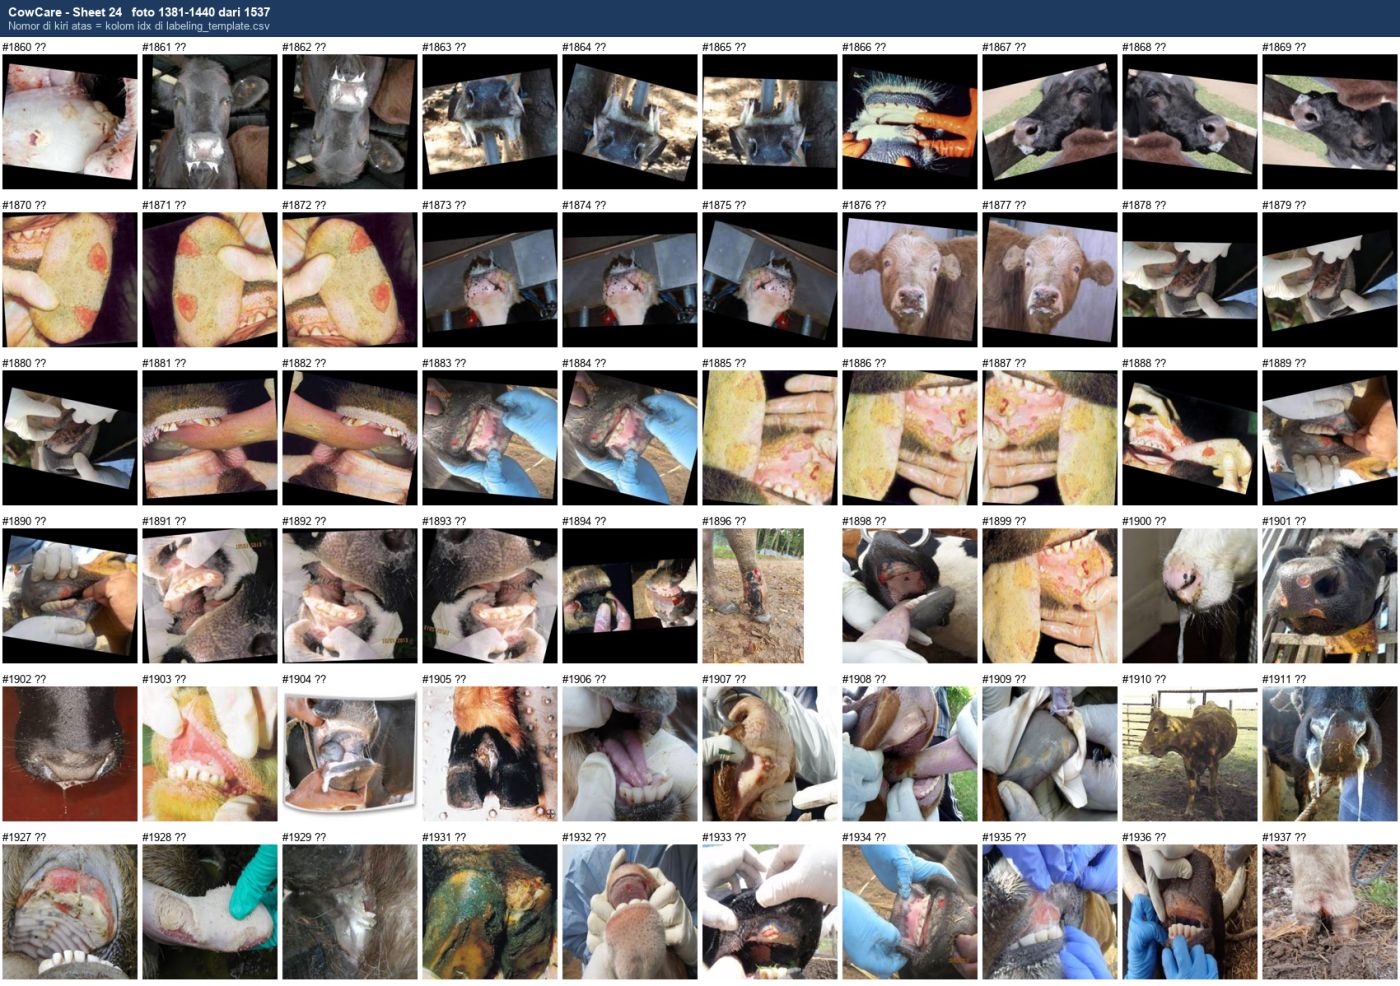 CowCare - Sheet 24 foto 1381-1440 dari 1537
Nomor di kiri atas = kolom idx di labeling_template.csv
#1860 ?? #1861 ?? #1862 ?? #1863 ?? #1864 ?? #1865 ?? #1866 ?? #1867 ?? #1868 ?? #1869 ??
#1870 ?? #1871 ?? #1872 ?? #1873 ?? #1874 ?? #1875 ?? #1876 ?? #1877 ?? #1878 ?? #1879 ??
#1880 ?? #1881 ?? #1882 ?? #1883 ?? #1884 ?? #1885 ?? #1886 ?? #1887 ?? #1888 ?? #1889 ??
#1890 ?? #1891 ?? #1892 ?? #1893 ?? #1894 ?? #1896 ?? #1898 ?? #1899 ?? #1900 ?? #1901 ??
#1902 ?? #1903 ?? #1904 ?? #1905 ?? #1906 ?? #1907 ?? #1908 ?? #1909 ?? #1910 ?? #1911 ??
#1927 ?? #1928 ?? #1929 ?? #1931 ?? #1932 ?? #1933 ?? #1934 ?? #1935 ?? #1936 ?? #1937 ??